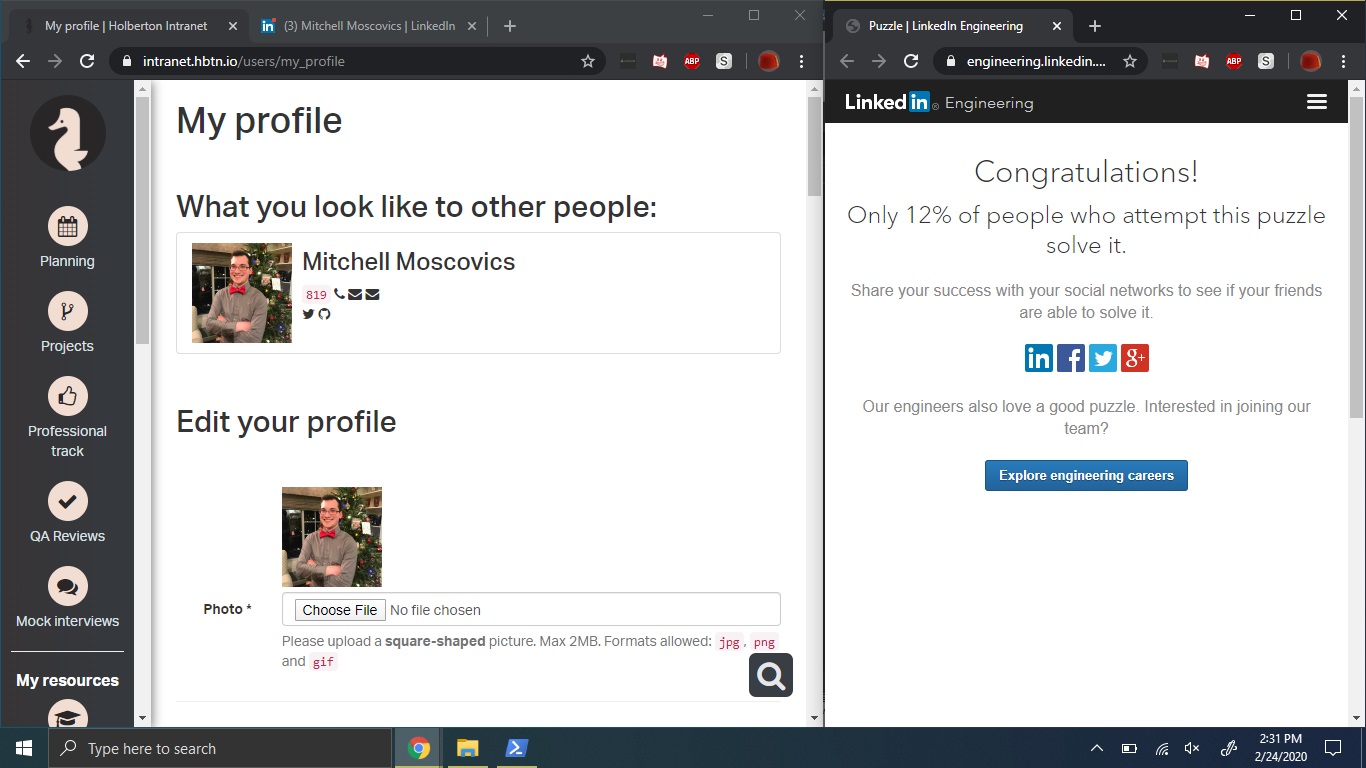 My profile | Holberton Intranet
(3) Mitchell Moscovics | LinkedIn
intranet.hbtn.io/users/my_profile
ABP
S
Planning
Projects
Professional
track
QA Reviews
Mock interviews
My resources
My profile
What you look like to other people:
Mitchell Moscovics
819
Edit your profile
Photo *
Choose File No file chosen
Please upload a square-shaped picture. Max 2MB. Formats allowed: jpg , png
and gif
Puzzle | LinkedIn Engineering
engineering.linkedin....
ABP
S
Linked in ® Engineering
Congratulations!
Only 12% of people who attempt this puzzle
solve it.
Share your success with your social networks to see if your friends
are able to solve it.
in f g+
Our engineers also love a good puzzle. Interested in joining our
team?
Explore engineering careers
Type here to search
2:31 PM
2/24/2020